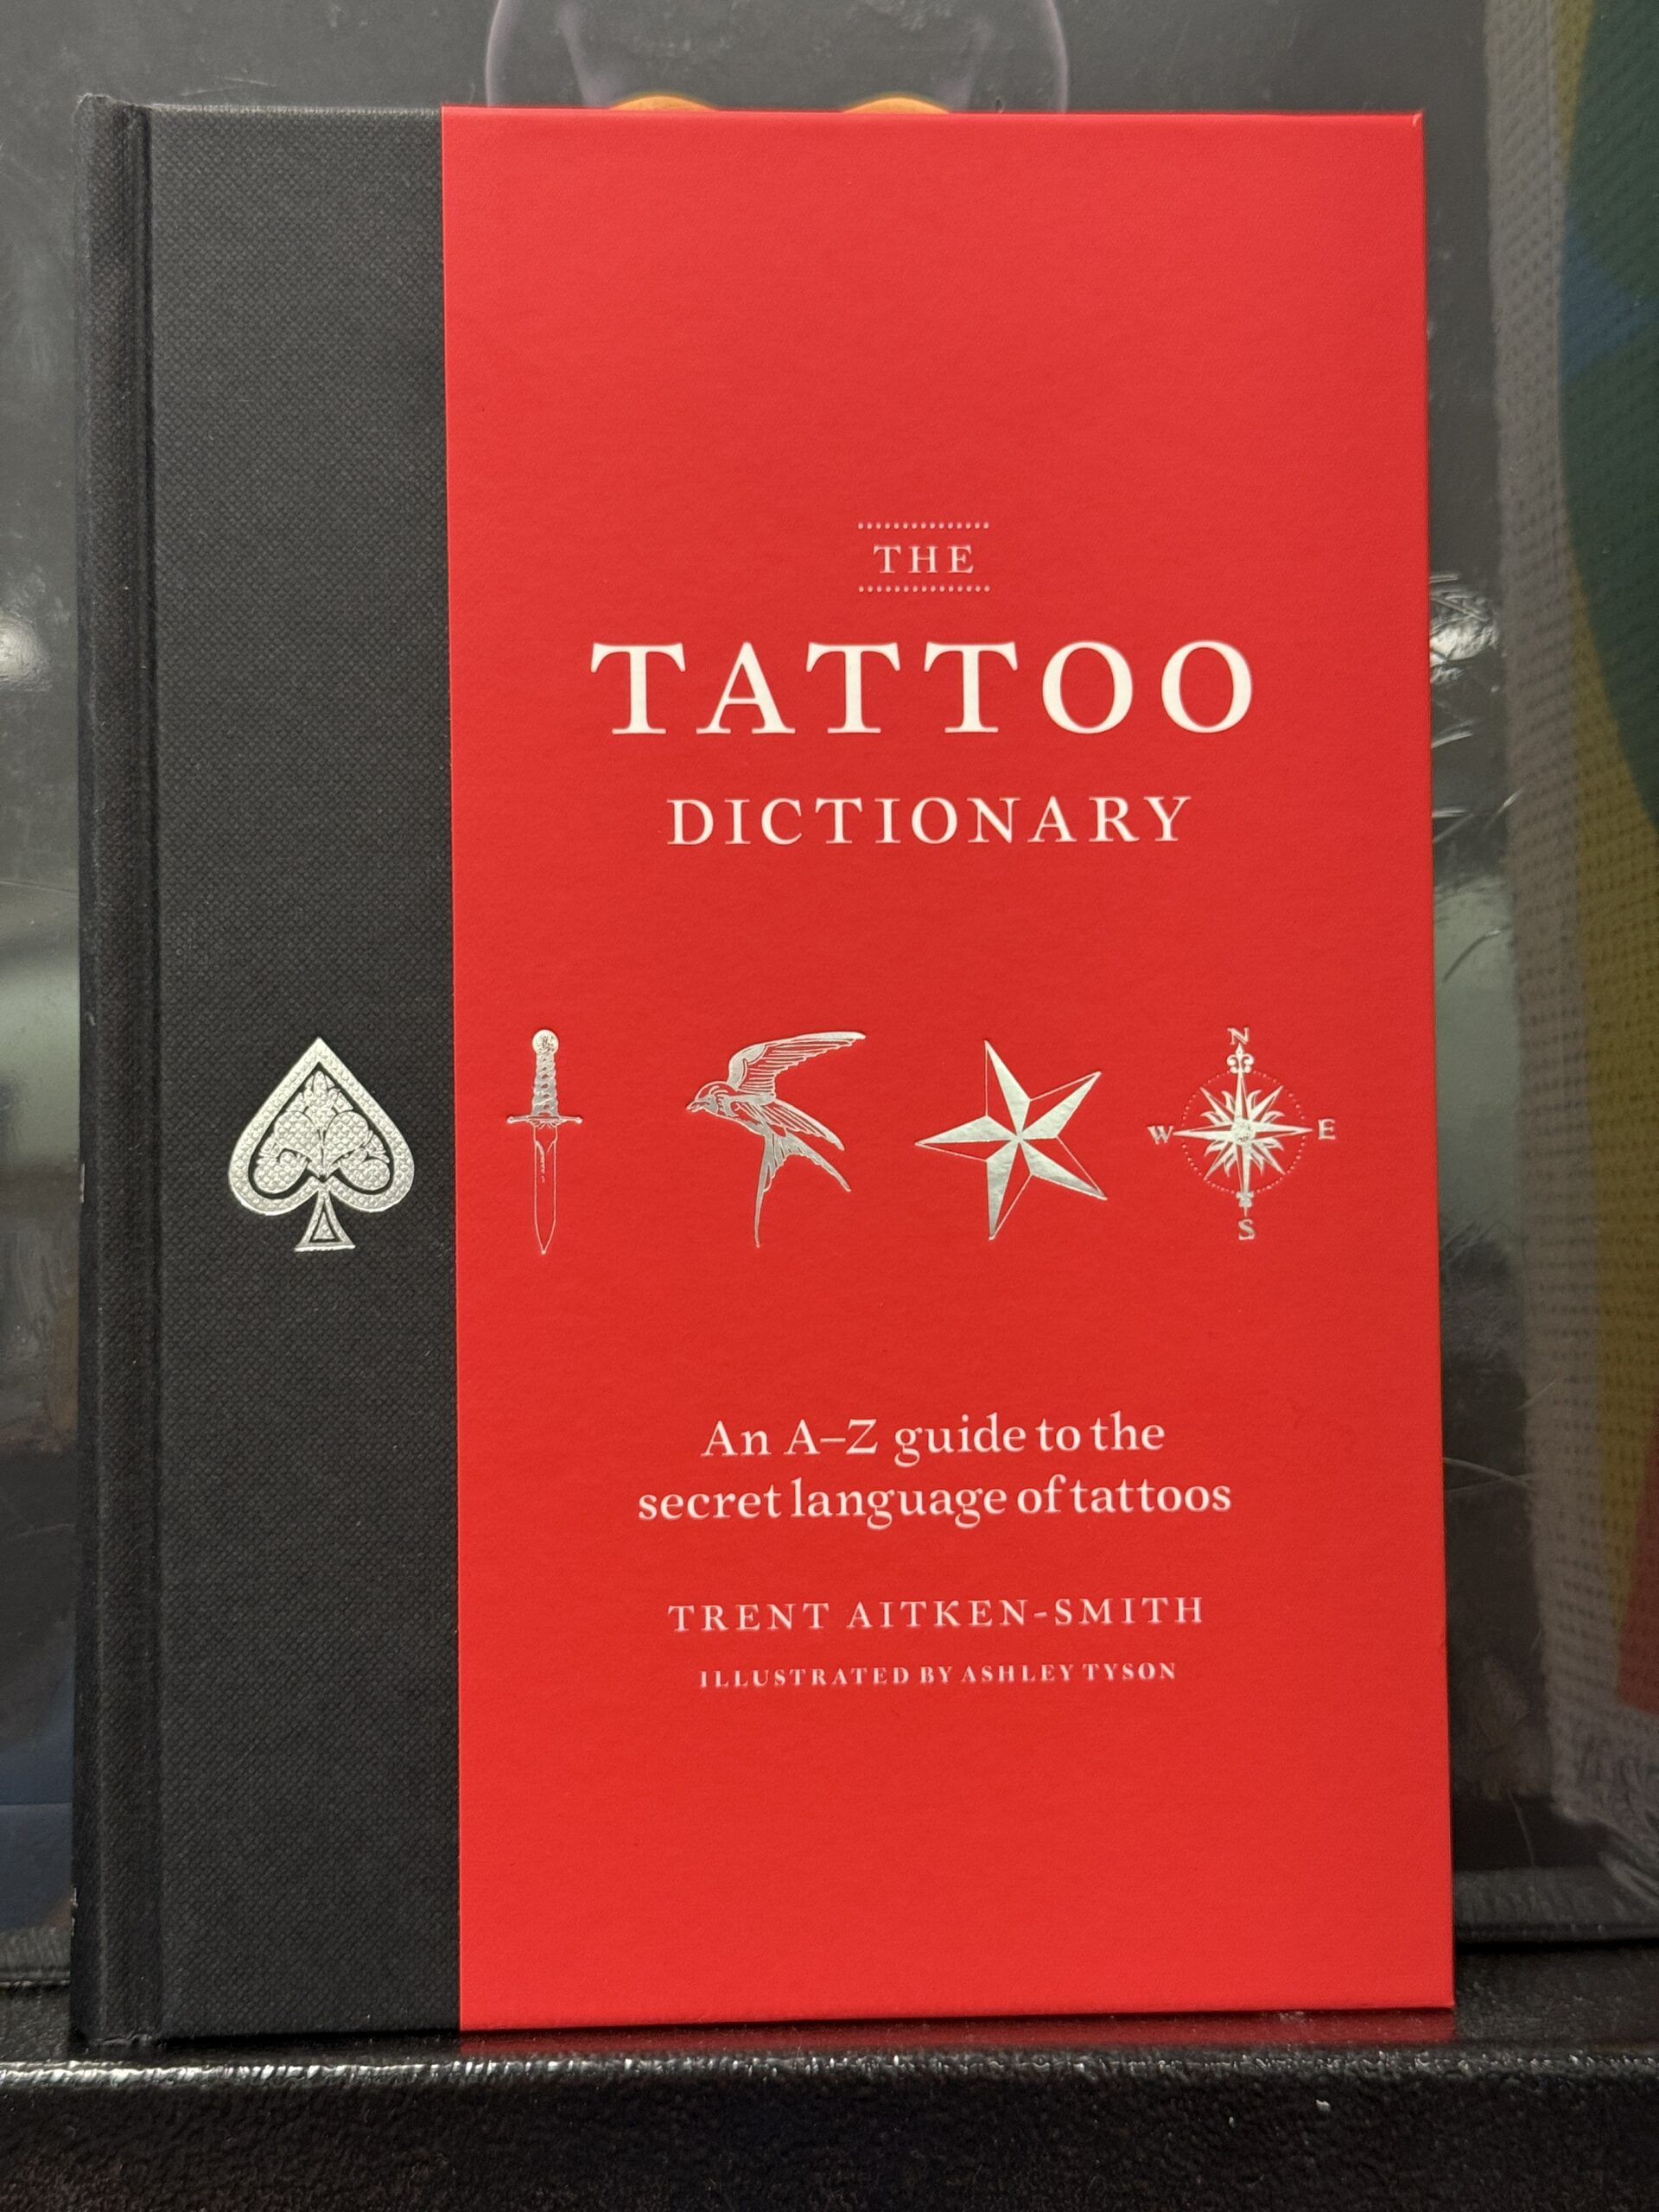 THE
TATTOO
DICTIONARY
N
W E
S
An A–Z guide to the
secret language of tattoos
TRENT AITKEN-SMITH
ILLUSTRATED BY ASHLEY TYSON